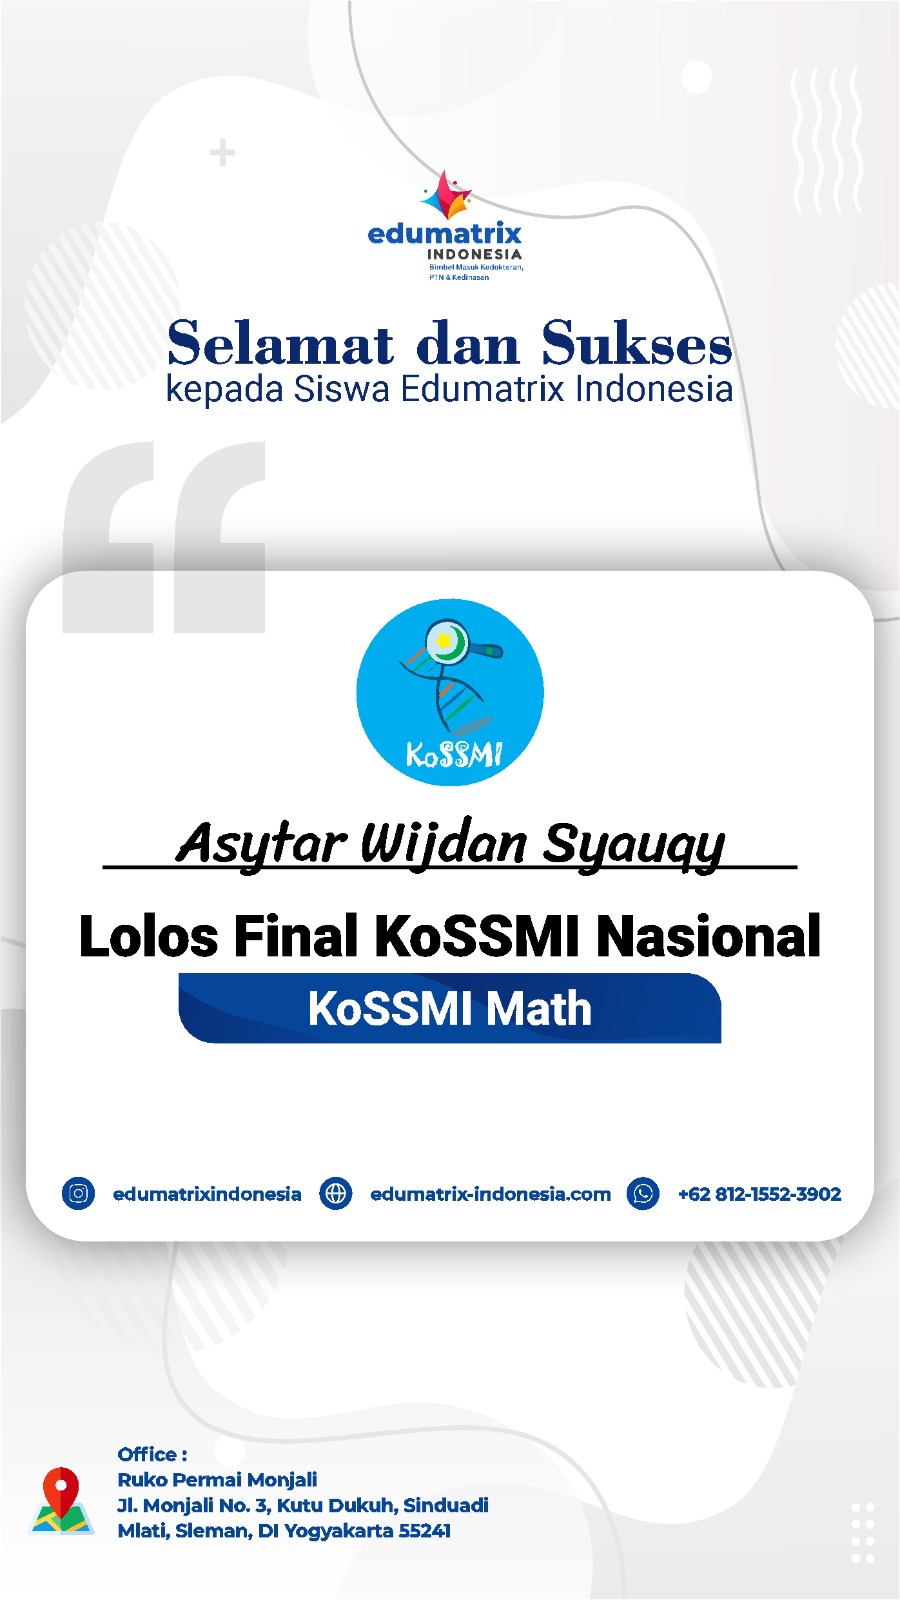 edumatrix
INDONESIA
Bimbel Masuk Kedokteran,
PTN & Kedinasan
Selamat dan Sukses
kepada Siswa Edumatrix Indonesia
KoSSMI
Asytar Wijdan Syauqy
Lolos Final KoSSMI Nasional
KoSSMI Math
edumatrixindonesia edumatrix-indonesia.com +62 812-1552-3902
Office :
Ruko Permai Monjali
Jl. Monjali No. 3, Kutu Dukuh, Sinduadi
Mlati, Sleman, DI Yogyakarta 55241